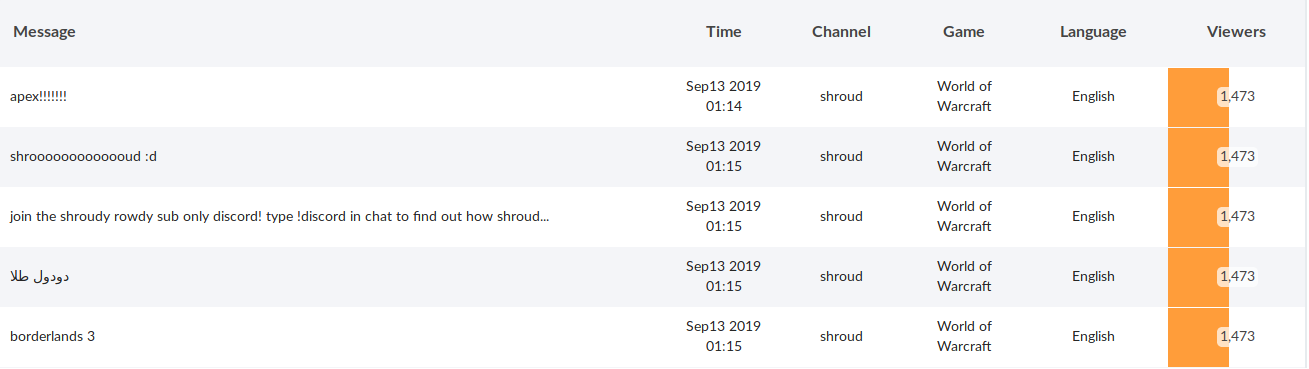 Message Time Channel Game Language Viewers
apex!!!!!!! Sep13 2019 01:14 shroud World of Warcraft English 1,473
shrooooooooooooud :d Sep13 2019 01:15 shroud World of Warcraft English 1,473
join the shroudy rowdy sub only discord! type !discord in chat to find out how shroud... Sep13 2019 01:15 shroud World of Warcraft English 1,473
دودول طلا Sep13 2019 01:15 shroud World of Warcraft English 1,473
borderlands 3 Sep13 2019 01:15 shroud World of Warcraft English 1,473